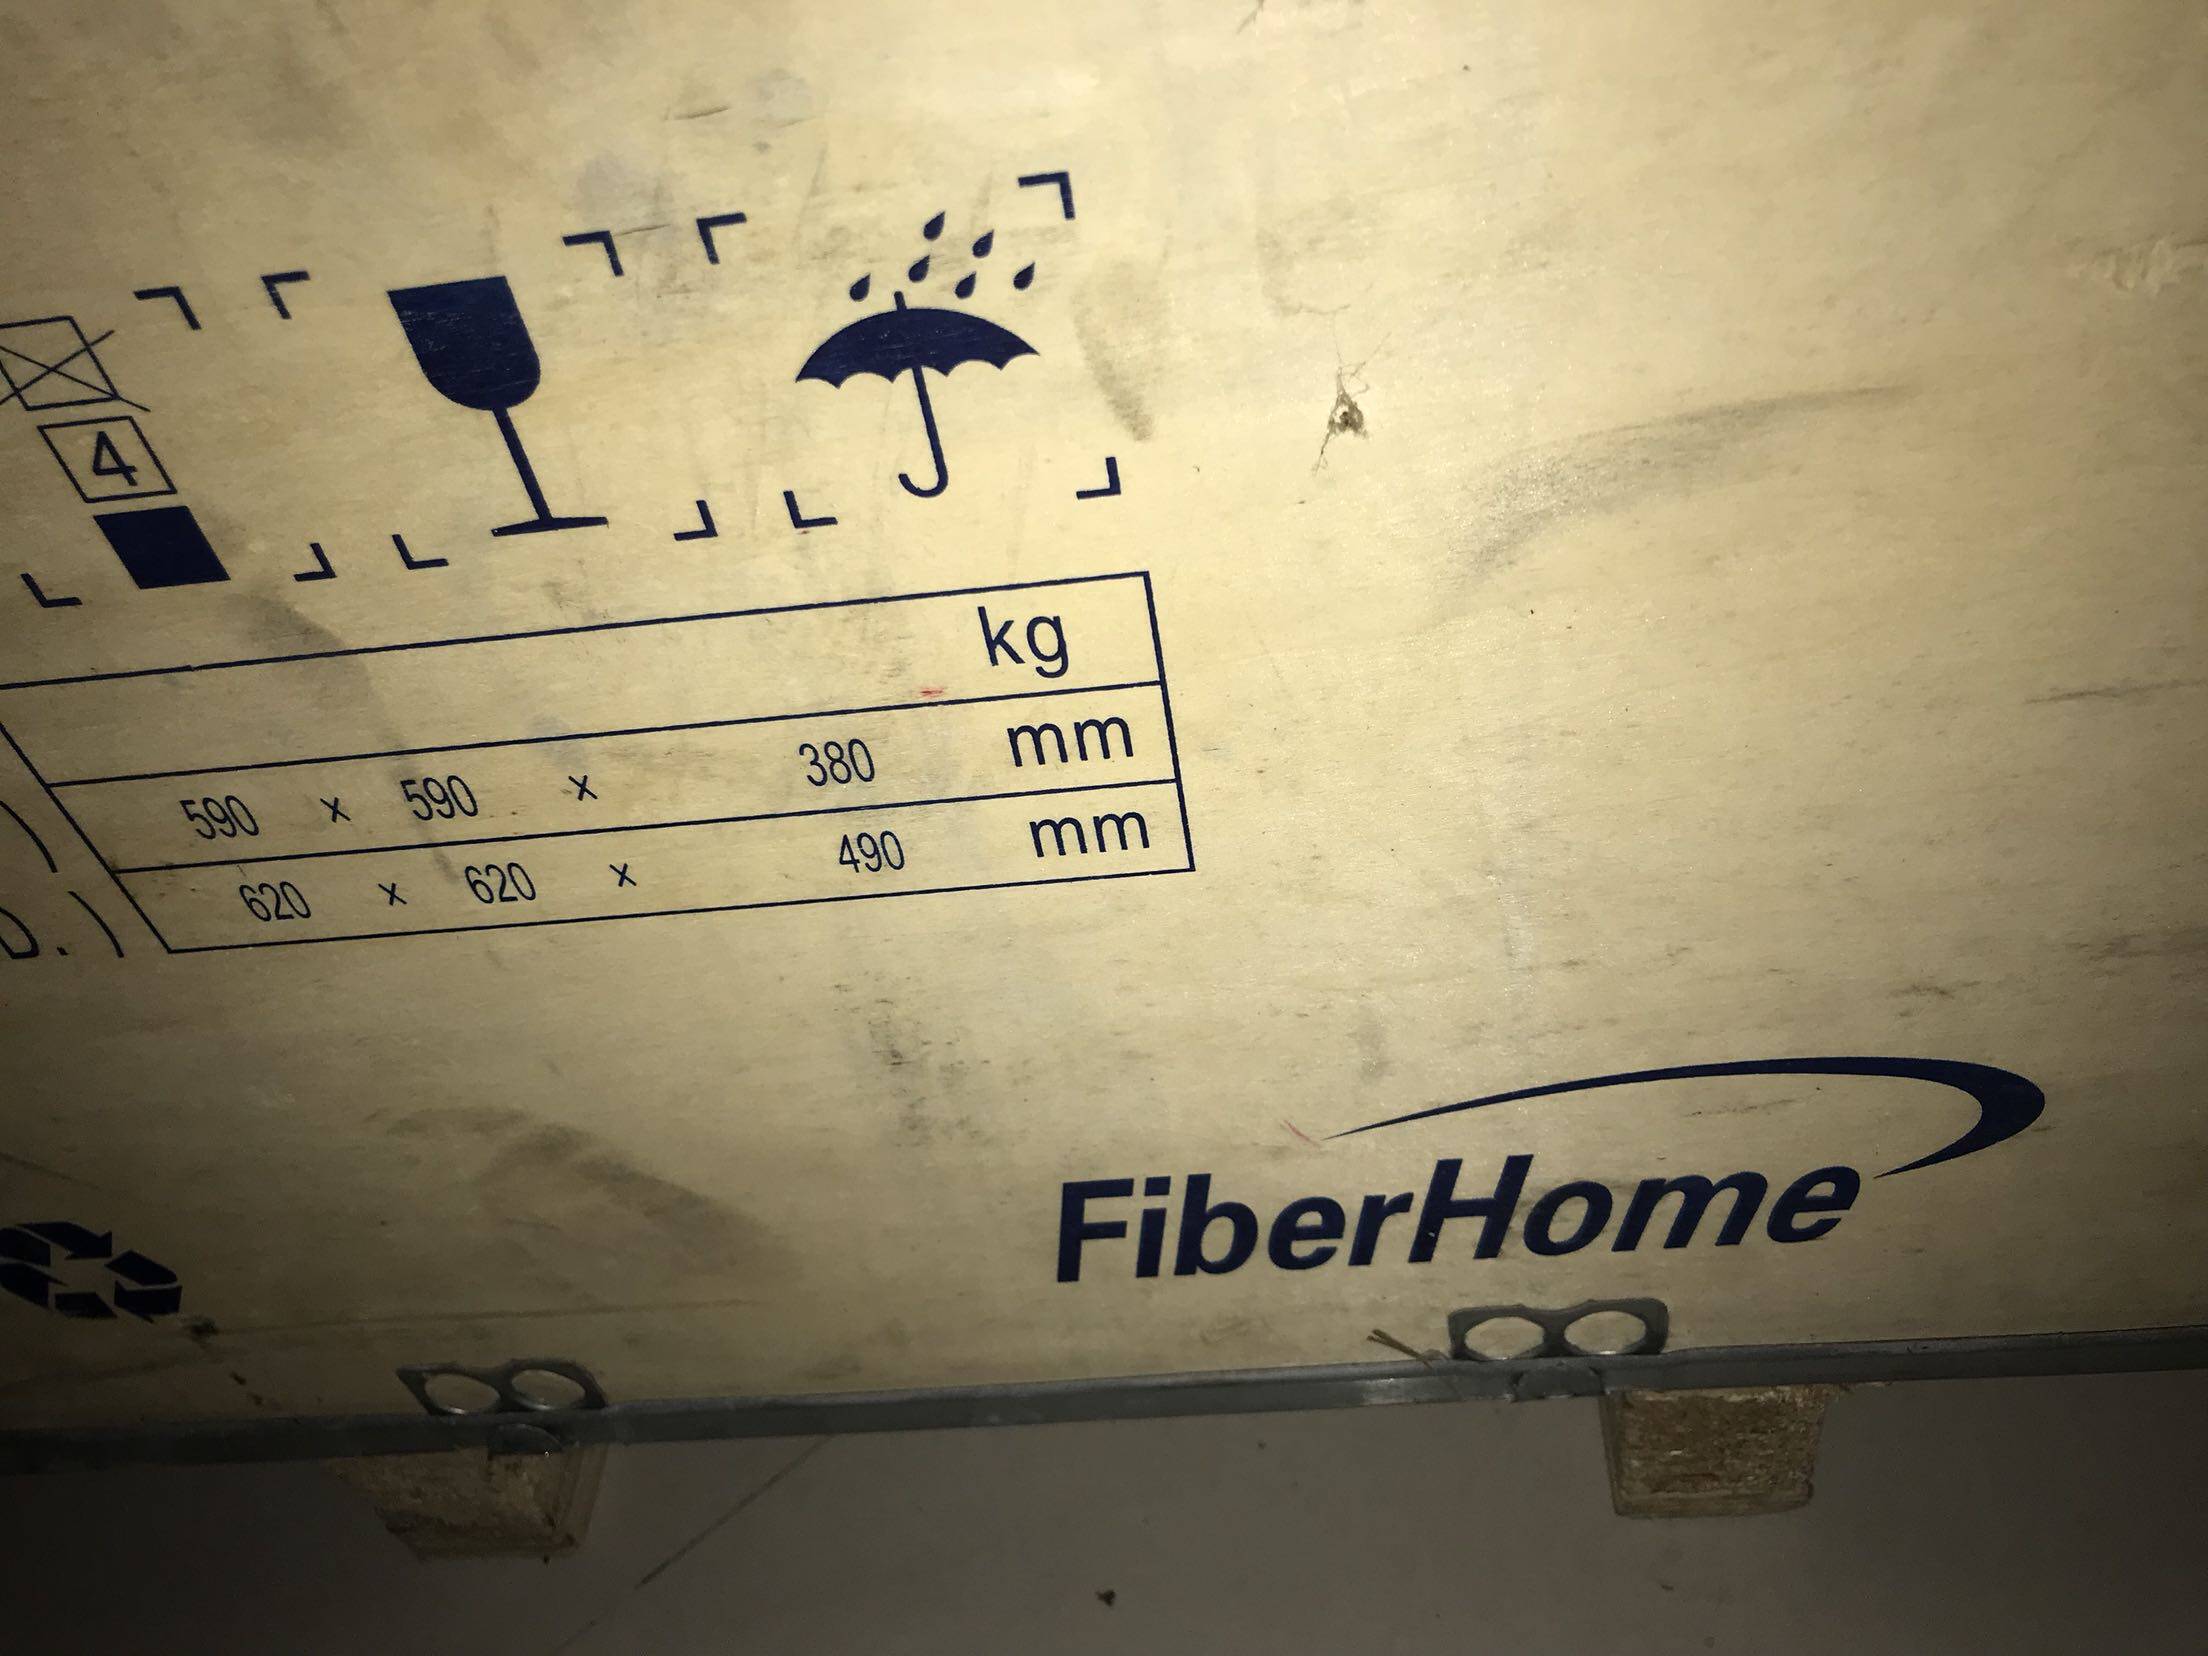 4
kg
590 x 590 x 380 mm
620 x 620 x 490 mm
FiberHome